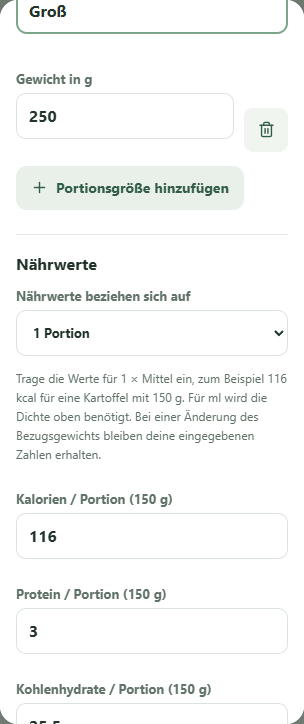 Groß
Gewicht in g
250
Portionsgröße hinzufügen
Nährwerte
Nährwerte beziehen sich auf
1 Portion
Trage die Werte für 1 × Mittel ein, zum Beispiel 116
kcal für eine Kartoffel mit 150 g. Für ml wird die
Dichte oben benötigt. Bei einer Änderung des
Bezugsgewichts bleiben deine eingegebenen
Zahlen erhalten.
Kalorien / Portion (150 g)
116
Protein / Portion (150 g)
3
Kohlenhydrate / Portion (150 g)